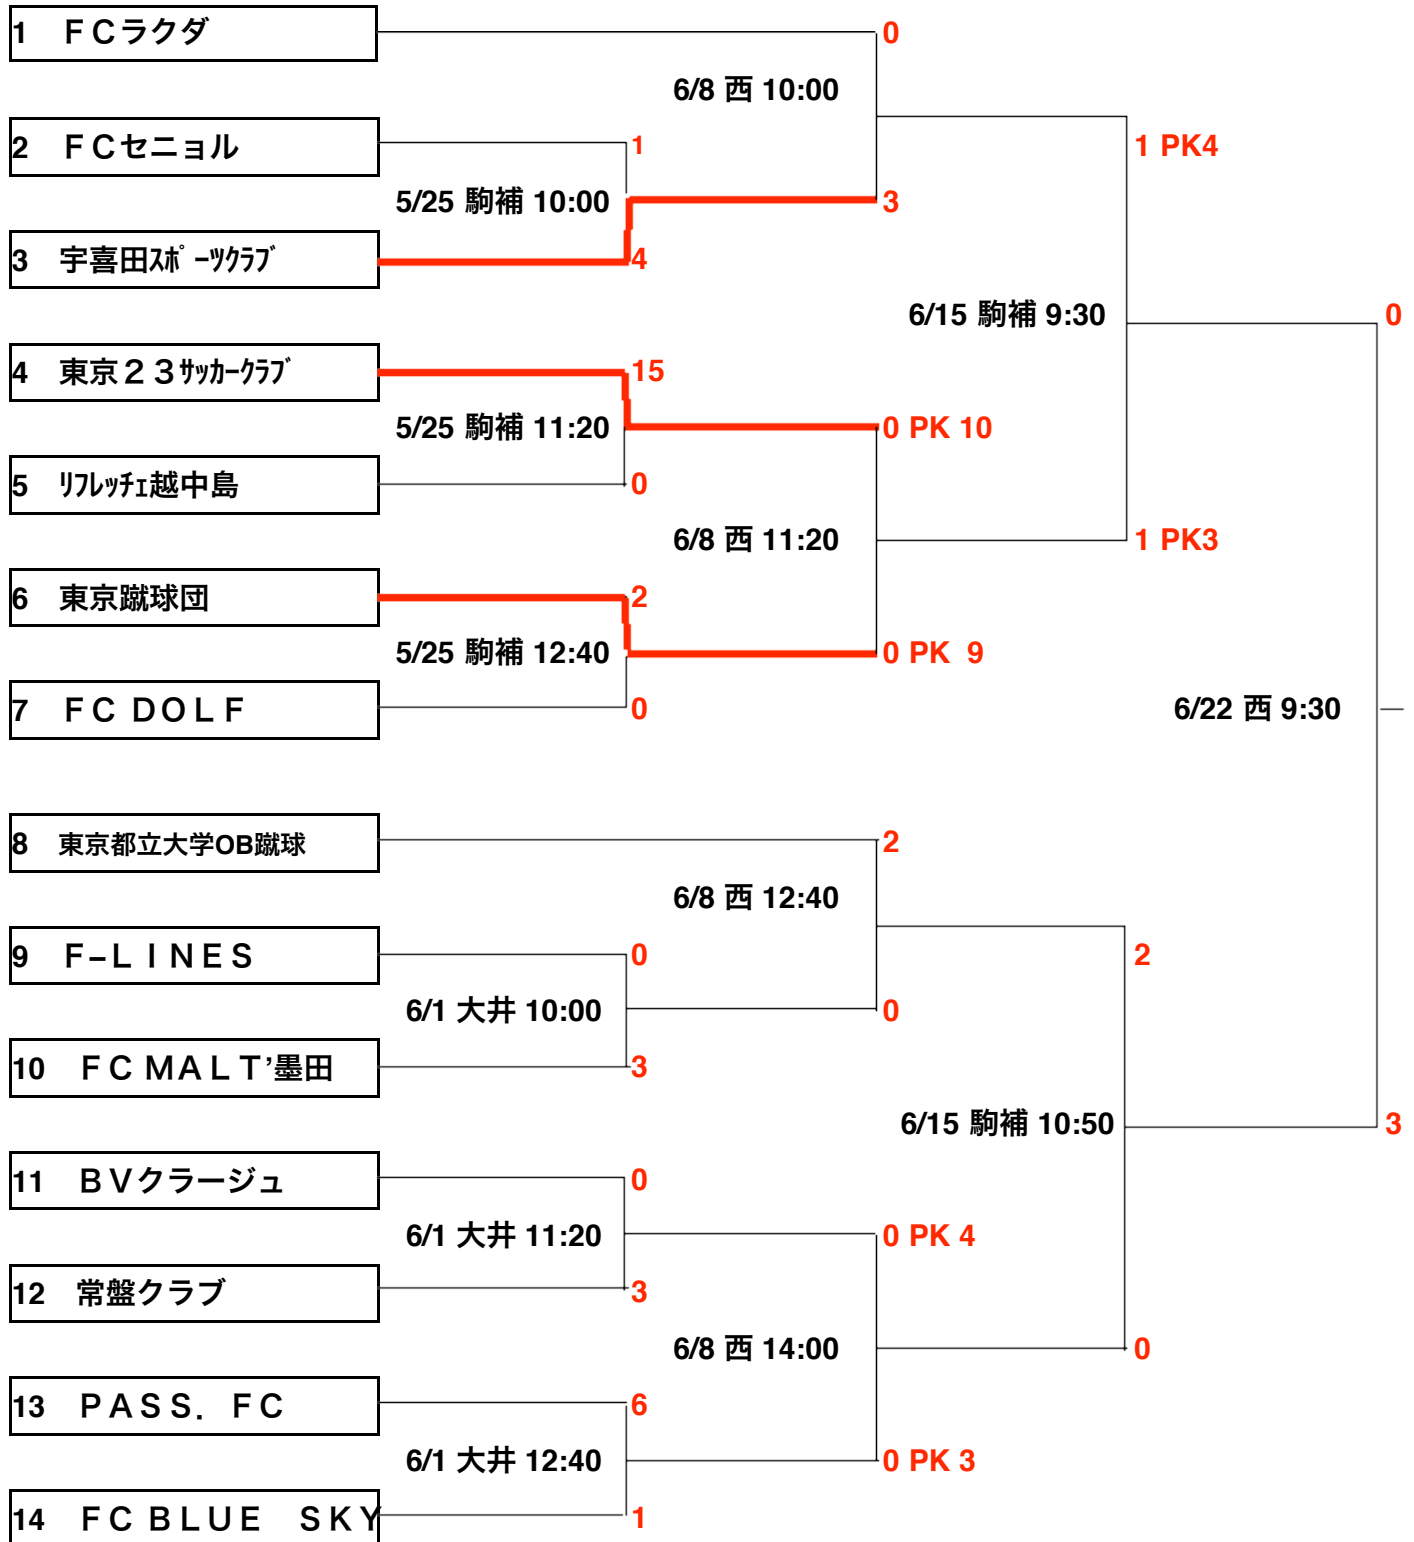 1 ＦＣラクダ
0
6/8 西 10:00
2 ＦＣセニョル
1
1 PK4
5/25 駒補 10:00
3
3 宇喜田ｽﾎﾟｰﾂｸﾗﾌﾞ
4
6/15 駒補 9:30
0
4 東京２３ｻｯｶｰｸﾗﾌﾞ
15
5/25 駒補 11:20
0 PK 10
5 ﾘﾌﾚｯﾁｪ越中島
0
6/8 西 11:20
1 PK3
6 東京蹴球団
2
5/25 駒補 12:40
0 PK 9
7 ＦＣ ＤＯＬＦ
0
6/22 西 9:30
8 東京都立大学OB蹴球
2
6/8 西 12:40
9 Ｆ−ＬＩＮＥＳ
0
2
6/1 大井 10:00
0
10 ＦＣ ＭＡＬＴ’墨田
3
6/15 駒補 10:50
3
11 ＢＶクラージュ
0
6/1 大井 11:20
0 PK 4
12 常盤クラブ
3
6/8 西 14:00
0
13 ＰＡＳＳ．ＦＣ
6
6/1 大井 12:40
0 PK 3
14 ＦＣ ＢＬＵＥ ＳＫＹ
1